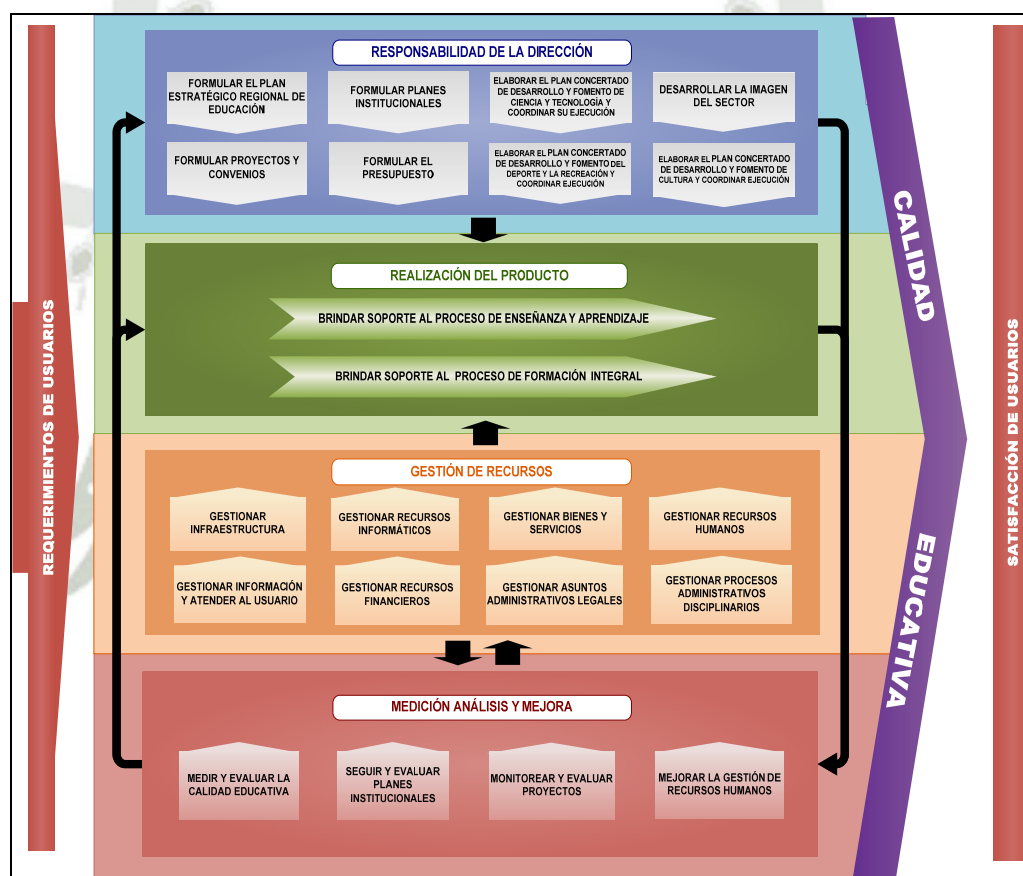 REQUERIMIENTOS DE USUARIOS
RESPONSABILIDAD DE LA DIRECCIÓN
FORMULAR EL PLAN
ESTRATÉGICO REGIONAL DE
EDUCACIÓN
FORMULAR PLANES
INSTITUCIONALES
ELABORAR EL PLAN CONCERTADO
DE DESARROLLO Y FOMENTO DE
CIENCIA Y TECNOLOGÍA Y
COORDINAR SU EJECUCIÓN
DESARROLLAR LA IMAGEN
DEL SECTOR
FORMULAR PROYECTOS Y
CONVENIOS
FORMULAR EL
PRESUPUESTO
ELABORAR EL PLAN CONCERTADO
DE DESARROLLO Y FOMENTO DEL
DEPORTE Y LA RECREACIÓN Y
COORDINAR EJECUCIÓN
ELABORAR EL PLAN CONCERTADO
DE DESARROLLO Y FOMENTO DE
CULTURA Y COORDINAR EJECUCIÓN
REALIZACIÓN DEL PRODUCTO
BRINDAR SOPORTE AL PROCESO DE ENSEÑANZA Y APRENDIZAJE
BRINDAR SOPORTE AL PROCESO DE FORMACIÓN INTEGRAL
GESTIÓN DE RECURSOS
GESTIONAR
INFRAESTRUCTURA
GESTIONAR RECURSOS
INFORMÁTICOS
GESTIONAR BIENES Y
SERVICIOS
GESTIONAR RECURSOS
HUMANOS
GESTIONAR INFORMACIÓN
Y ATENDER AL USUARIO
GESTIONAR RECURSOS
FINANCIEROS
GESTIONAR ASUNTOS
ADMINISTRATIVOS LEGALES
GESTIONAR PROCESOS
ADMINISTRATIVOS
DISCIPLINARIOS
MEDICIÓN ANÁLISIS Y MEJORA
MEDIR Y EVALUAR LA
CALIDAD EDUCATIVA
SEGUIR Y EVALUAR
PLANES
INSTITUCIONALES
MONITOREAR Y EVALUAR
PROYECTOS
MEJORAR LA GESTIÓN DE
RECURSOS HUMANOS
CALIDAD
EDUCATIVA
SATISFACCIÓN DE USUARIOS